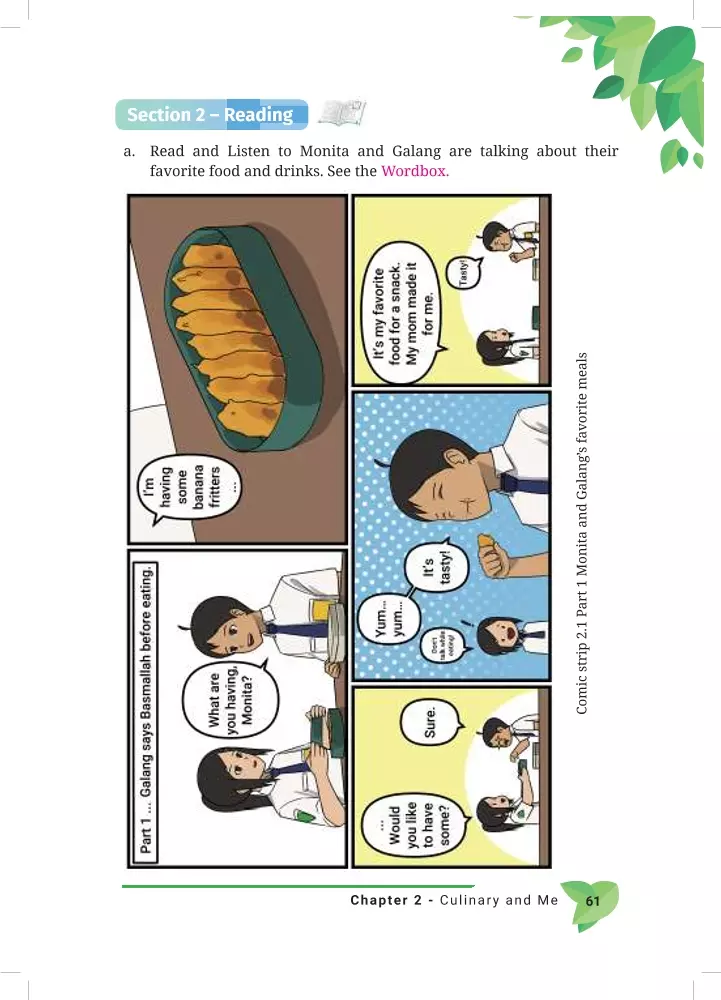 Section 2 – Reading
a. Read and Listen to Monita and Galang are talking about their
favorite food and drinks. See the Wordbox.
Part 1 ... Galang says Basmallah before eating.
What are
you having,
Monita?
I'm
having
some
banana
fritters
...
...
Would
you like
to have
some?
Sure.
Yum...
yum...
It's
tasty!
Don't
talk while
eating!
It's my favorite
food for a snack.
My mom made it
for me.
Tasty!
Comic strip 2.1 Part 1 Monita and Galang's favorite meals
Chapter 2 - Culinary and Me
61